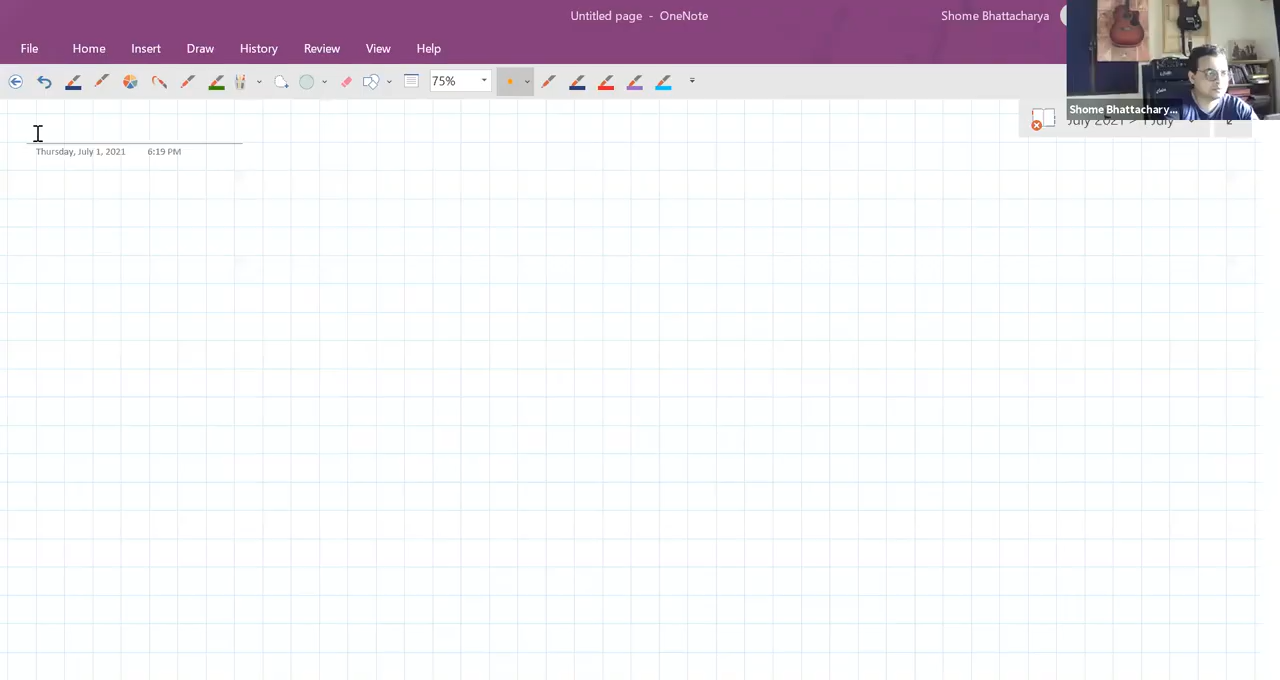 Untitled page - OneNote
Shome Bhattacharya
File Home Insert Draw History Review View Help
75%
Shome Bhattachary...
July 2021 > 1 July
Thursday, July 1, 2021 6:19 PM